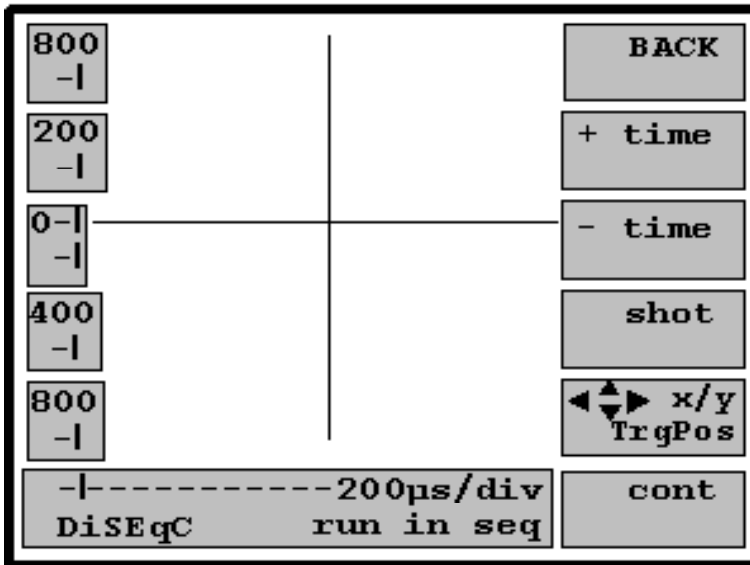 800
-|
200
-|
0-|
-|
400
-|
800
-|
BACK
+ time
- time
shot
x/y
TrgPos
cont
-|-----------200µs/div
DiSEqC run in seq